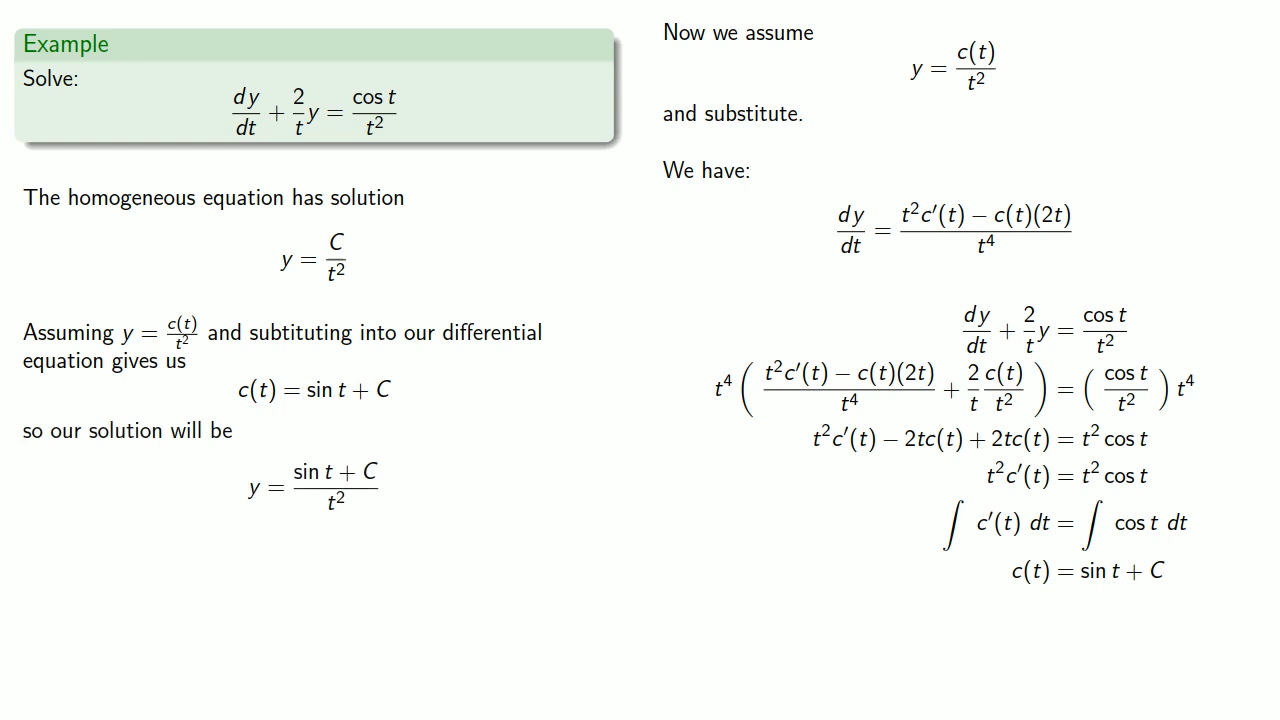 Example
Solve:
dy/dt + 2/t y = cos t/t²
The homogeneous equation has solution
y = C/t²
Assuming y = c(t)/t² and subtituting into our differential
equation gives us
c(t) = sin t + C
so our solution will be
y = (sin t + C)/t²
Now we assume
y = c(t)/t²
and substitute.
We have:
dy/dt = (t²c′(t) − c(t)(2t))/t⁴
dy/dt + 2/t y = cos t/t²
t⁴ ( (t²c′(t) − c(t)(2t))/t⁴ + 2/t c(t)/t² ) = ( cos t/t² ) t⁴
t²c′(t) − 2tc(t) + 2tc(t) = t² cos t
t²c′(t) = t² cos t
∫ c′(t) dt = ∫ cos t dt
c(t) = sin t + C